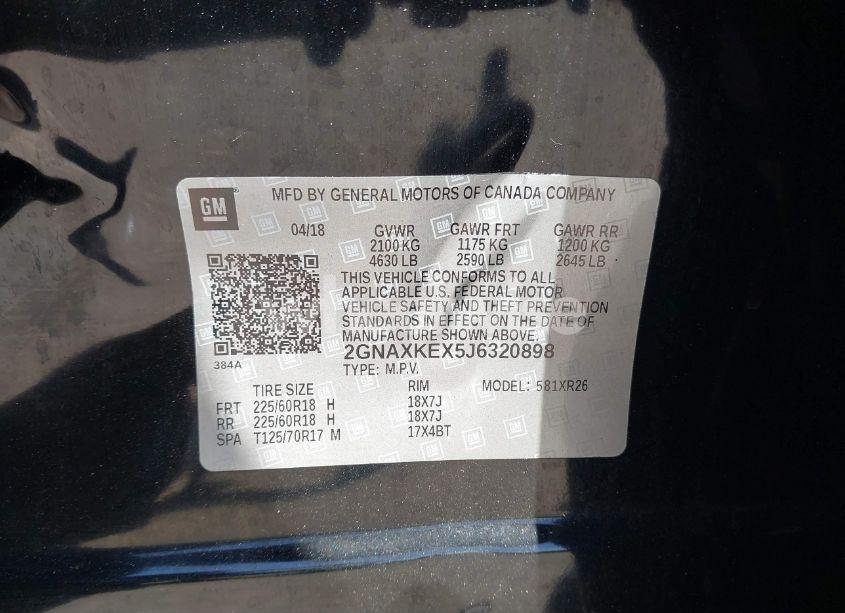 GM
MFD BY GENERAL MOTORS OF CANADA COMPANY
04/18 GVWR GAWR FRT GAWR RR
2100 KG 1175 KG 1200 KG
4630 LB 2590 LB 2645 LB
THIS VEHICLE CONFORMS TO ALL
APPLICABLE U.S. FEDERAL MOTOR
VEHICLE SAFETY AND THEFT PREVENTION
STANDARDS IN EFFECT ON THE DATE OF
MANUFACTURE SHOWN ABOVE.
2GNAXKEX5J6320898
384A
TYPE: M.P.V.
TIRE SIZE RIM MODEL: 581XR26
FRT 225/60R18 H 18X7J
RR 225/60R18 H 18X7J
SPA T125/70R17 M 17X4BT